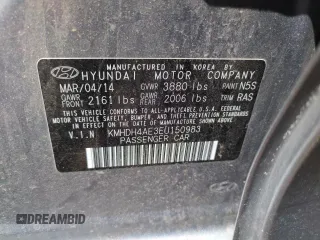 MANUFACTURED IN KOREA BY
HYUNDAI MOTOR COMPANY
MAR/04/14 GVWR 3880 lbs PAINT N5S
GAWR FRONT 2161 lbs GAWR REAR 2006 lbs TRIM RAS
THIS VEHICLE CONFORMS TO ALL APPLICABLE
U.S. FEDERAL MOTOR VEHICLE SAFETY,
BUMPER, AND THEFT PREVENTION STANDARDS IN
EFFECT ON THE DATE OF MANUFACTURE SHOWN ABOVE.
V.I.N KMHDH4AE3EU150983
PASSENGER CAR
DREAMBID